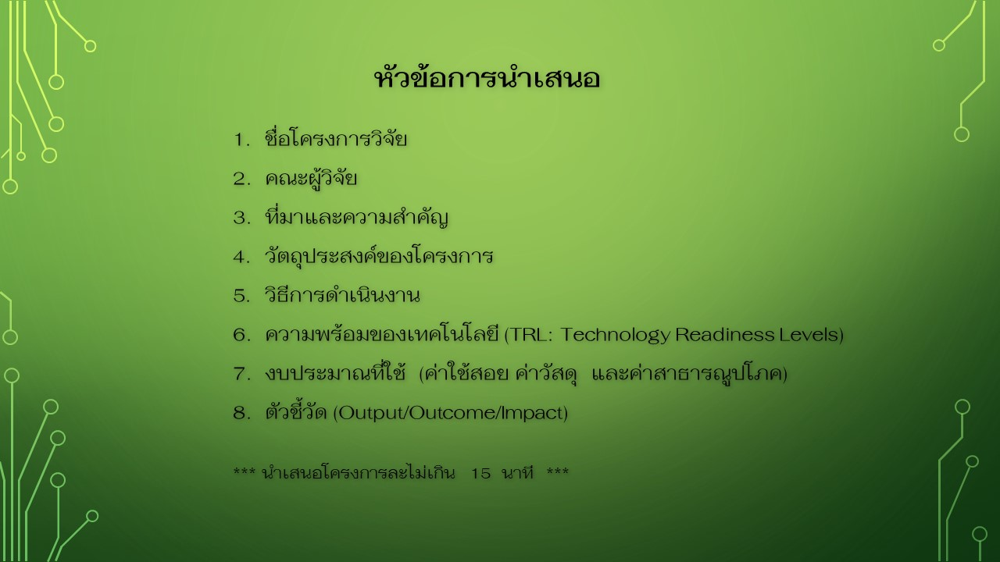 หัวข้อการนำเสนอ
1. ชื่อโครงการวิจัย
2. คณะผู้วิจัย
3. ที่มาและความสำคัญ
4. วัตถุประสงค์ของโครงการ
5. วิธีการดำเนินงาน
6. ความพร้อมของเทคโนโลยี (TRL: Technology Readiness Levels)
7. งบประมาณที่ใช้ (ค่าใช้สอย ค่าวัสดุ และค่าสาธารณูปโภค)
8. ตัวชี้วัด (Output/Outcome/Impact)
*** นำเสนอโครงการละไม่เกิน 15 นาที ***